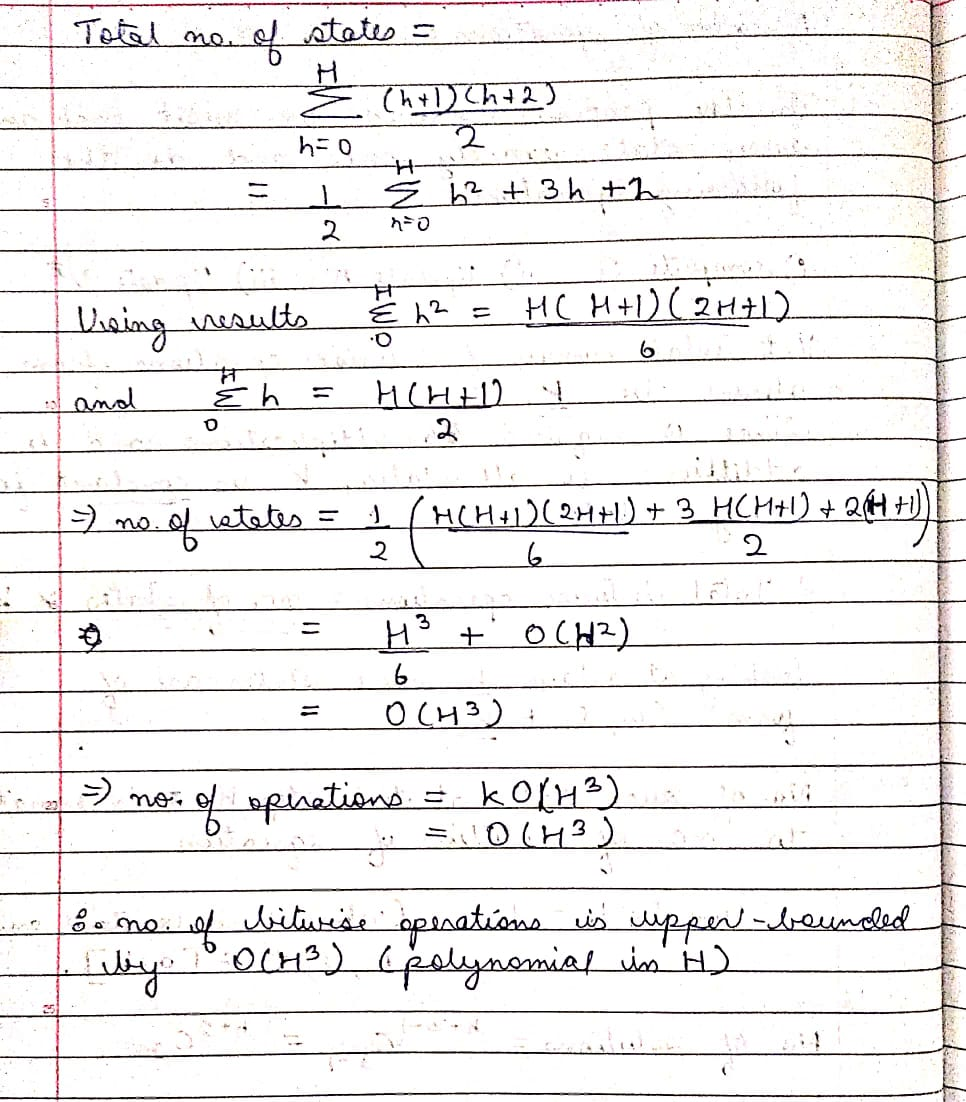 Total no. of states =
H
Σ (h+1)(h+2)
h=0 2
= 1/2 H Σ h=0 h² + 3h + 2
Using results H Σ 0 h² = H(H+1)(2H+1)/6
and H Σ 0 h = H(H+1)/2
⇒ no. of states = 1/2 ( H(H+1)(2H+1)/6 + 3 H(H+1)/2 + 2(H+1))
= H³/6 + O(H²)
= O(H³)
⇒ no. of operations = k O(H³)
= O(H³)
∴ no. of bitwise operations is upper-bounded
by O(H³) (polynomial in H)